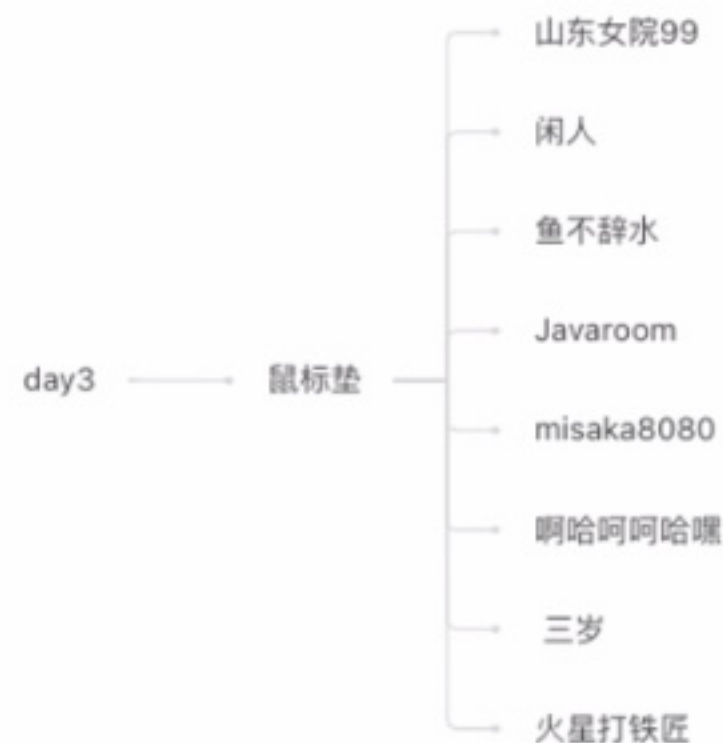 day3
鼠标垫
山东女院99
闲人
鱼不辞水
Javaroom
misaka8080
啊哈呵呵哈嘿
三岁
火星打铁匠